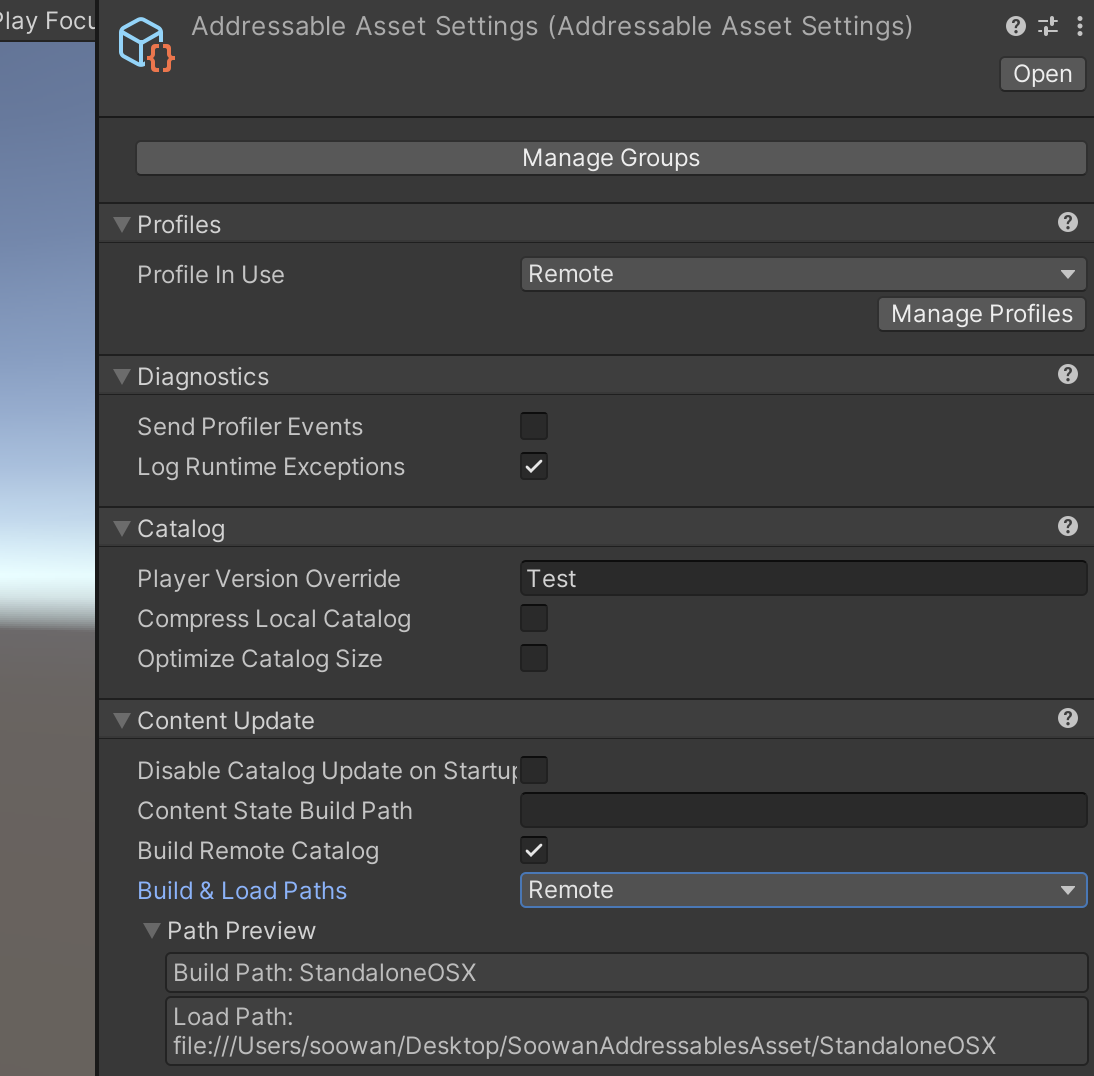 Play Focu
Addressable Asset Settings (Addressable Asset Settings)
Open
Manage Groups
Profiles
Profile In Use
Remote
Manage Profiles
Diagnostics
Send Profiler Events
Log Runtime Exceptions
Catalog
Player Version Override
Test
Compress Local Catalog
Optimize Catalog Size
Content Update
Disable Catalog Update on Startup
Content State Build Path
Build Remote Catalog
Build & Load Paths
Remote
Path Preview
Build Path: StandaloneOSX
Load Path:
file:///Users/soowan/Desktop/SoowanAddressablesAsset/StandaloneOSX